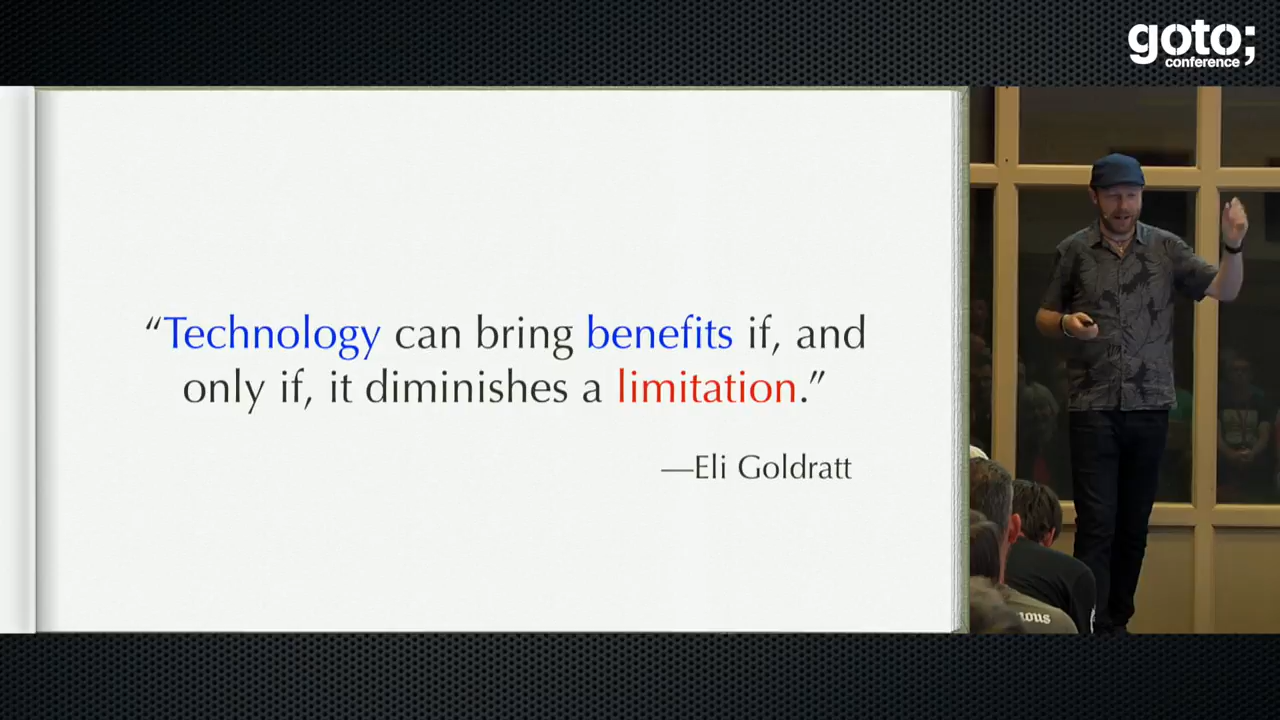 goto;
conference
“Technology can bring benefits if, and
only if, it diminishes a limitation.”
—Eli Goldratt